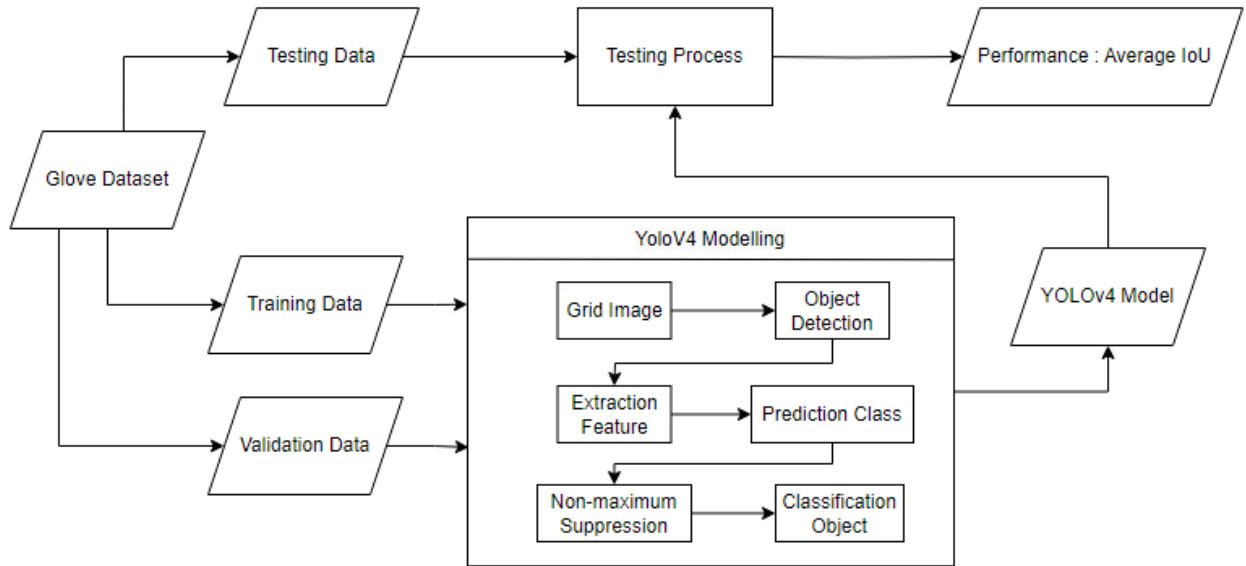 Testing Data
Testing Process
Performance : Average IoU
Glove Dataset
YoloV4 Modelling
Training Data
Grid Image
Object
Detection
YOLOv4 Model
Extraction
Feature
Prediction Class
Validation Data
Non-maximum
Suppression
Classification
Object